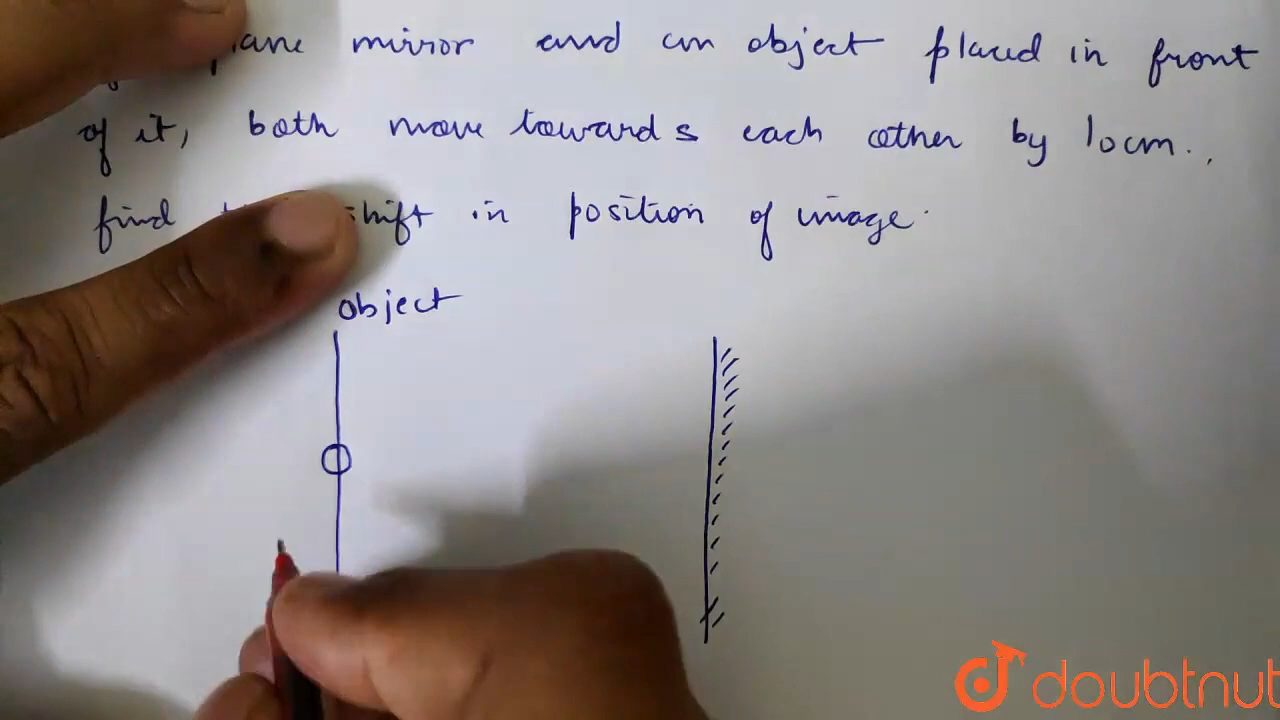 mirror and an object placed in front
of it, both move towards each other by 10cm.
find shift in position of image.
object
doubtnut